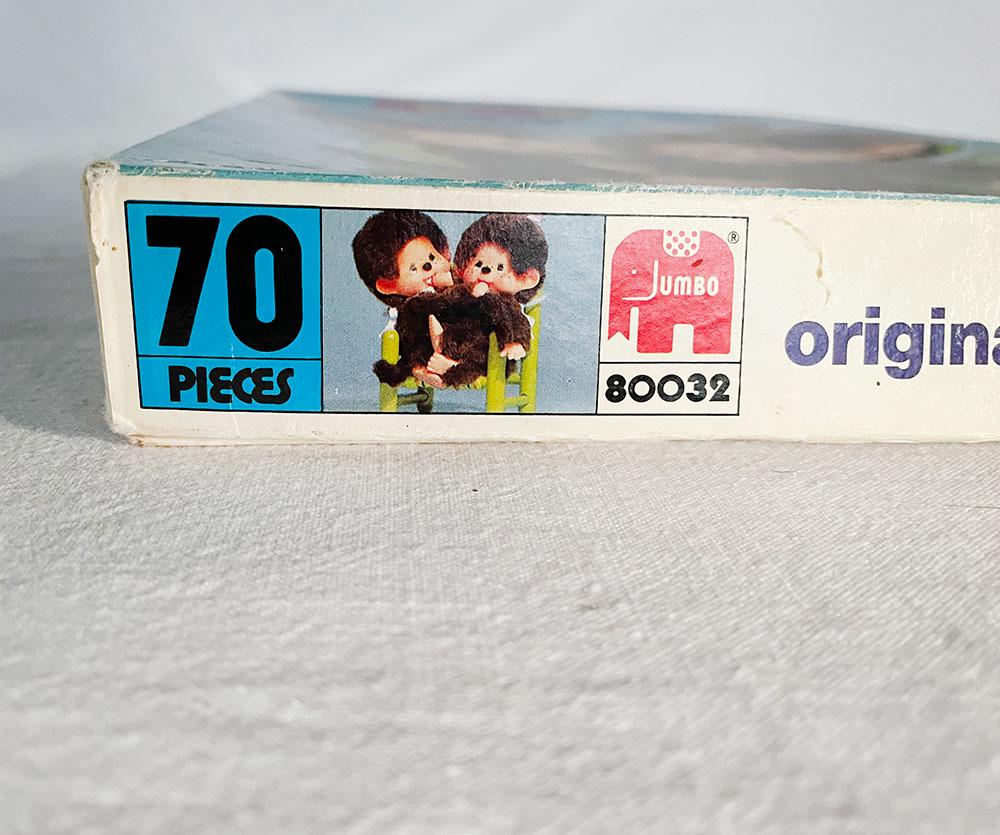 70
PIECES
JUMBO
®
80032
origina